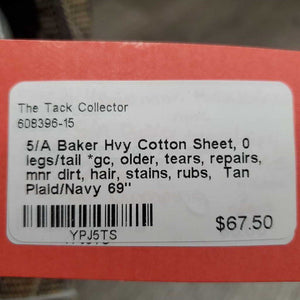 The Tack Collector
608396-15
5/A Baker Hvy Cotton Sheet, 0
legs/tail *gc, older, tears, repairs,
mnr dirt, hair, stains, rubs, Tan
Plaid/Navy 69"
$67.50
YPJ5TS